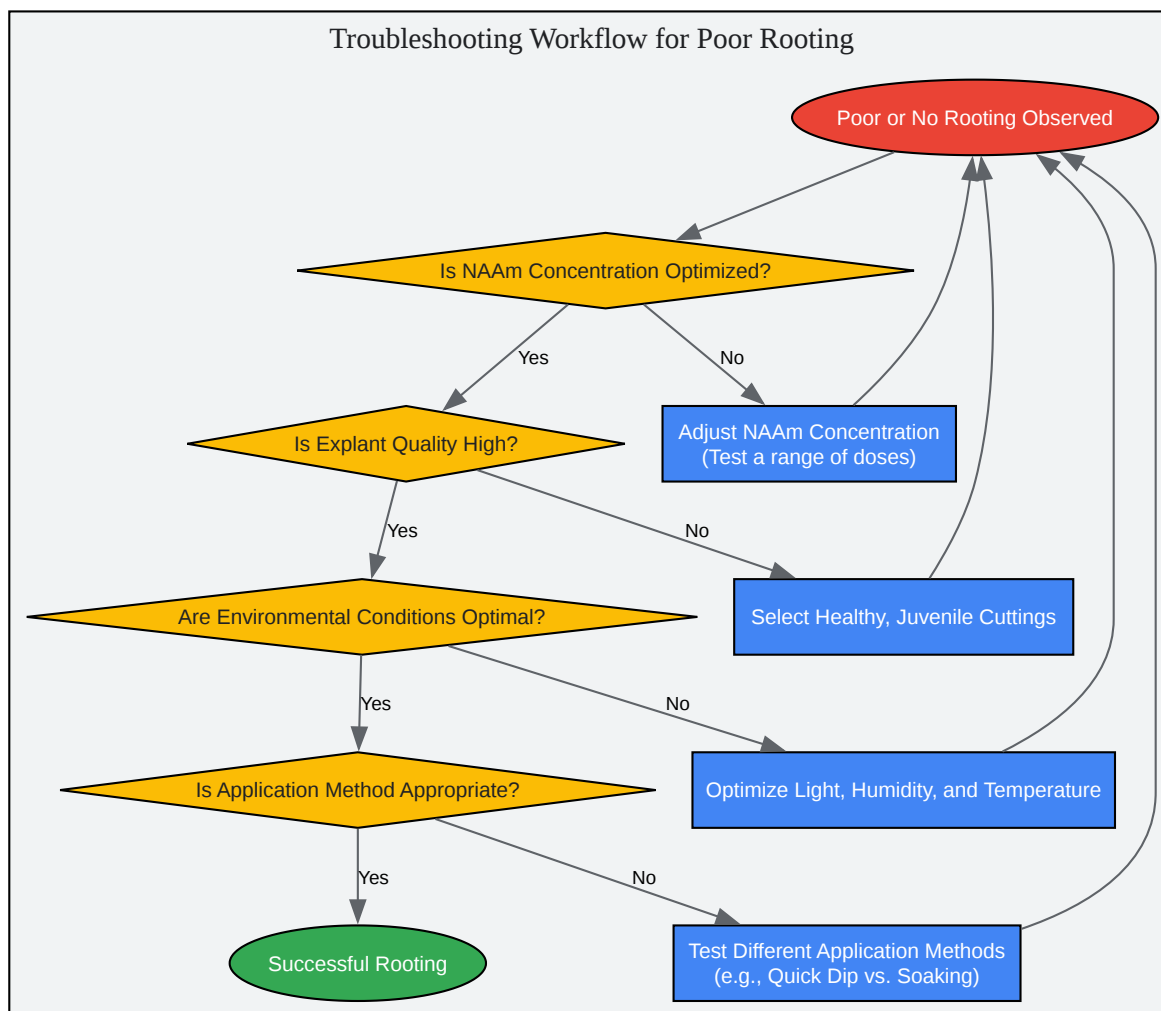 Troubleshooting Workflow for Poor Rooting
Poor or No Rooting Observed
Is NAAm Concentration Optimized?
Yes
No
Is Explant Quality High?
Adjust NAAm Concentration
(Test a range of doses)
Yes
No
Are Environmental Conditions Optimal?
Select Healthy, Juvenile Cuttings
Yes
No
Is Application Method Appropriate?
Optimize Light, Humidity, and Temperature
Yes
No
Successful Rooting
Test Different Application Methods
(e.g., Quick Dip vs. Soaking)